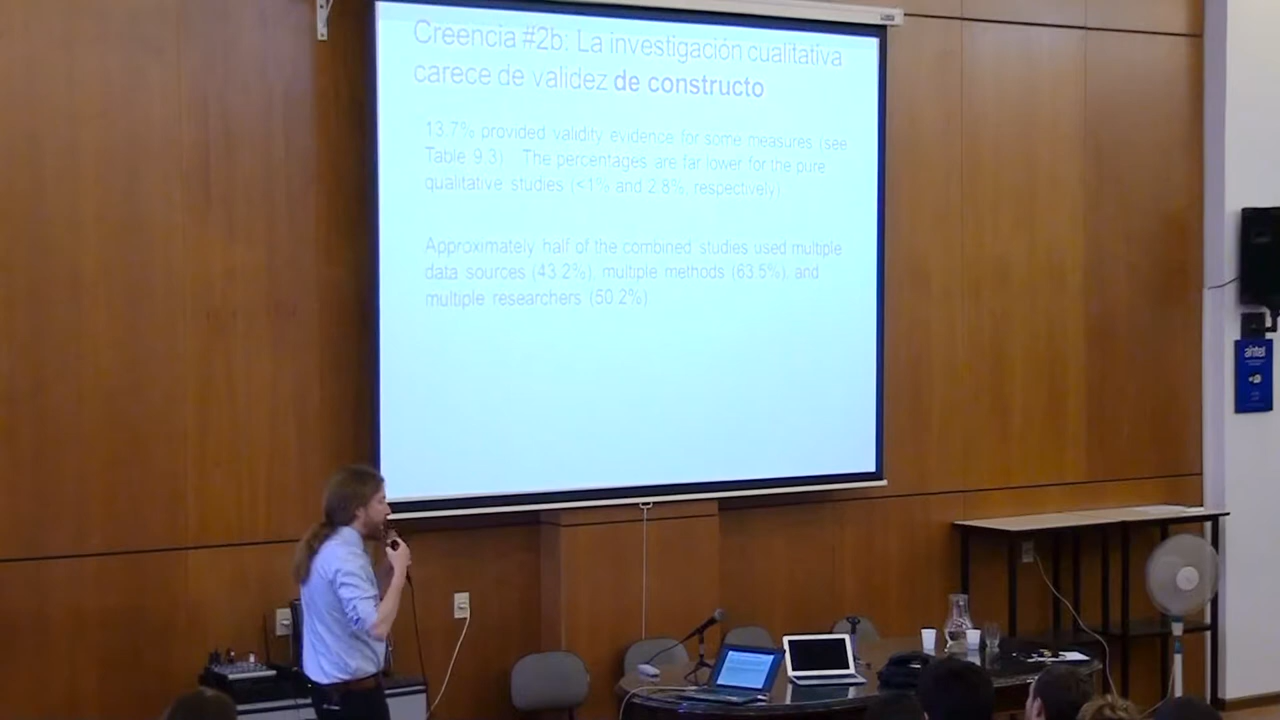 Creencia #2b: La investigación cualitativa
carece de validez de constructo
13.7% provided validity evidence for some measures (see
Table 9.3). The percentages are far lower for the pure
qualitative studies (<1% and 2.8%, respectively)
Approximately half of the combined studies used multiple
data sources (43.2%), multiple methods (63.5%), and
multiple researchers (50.2%)
antel